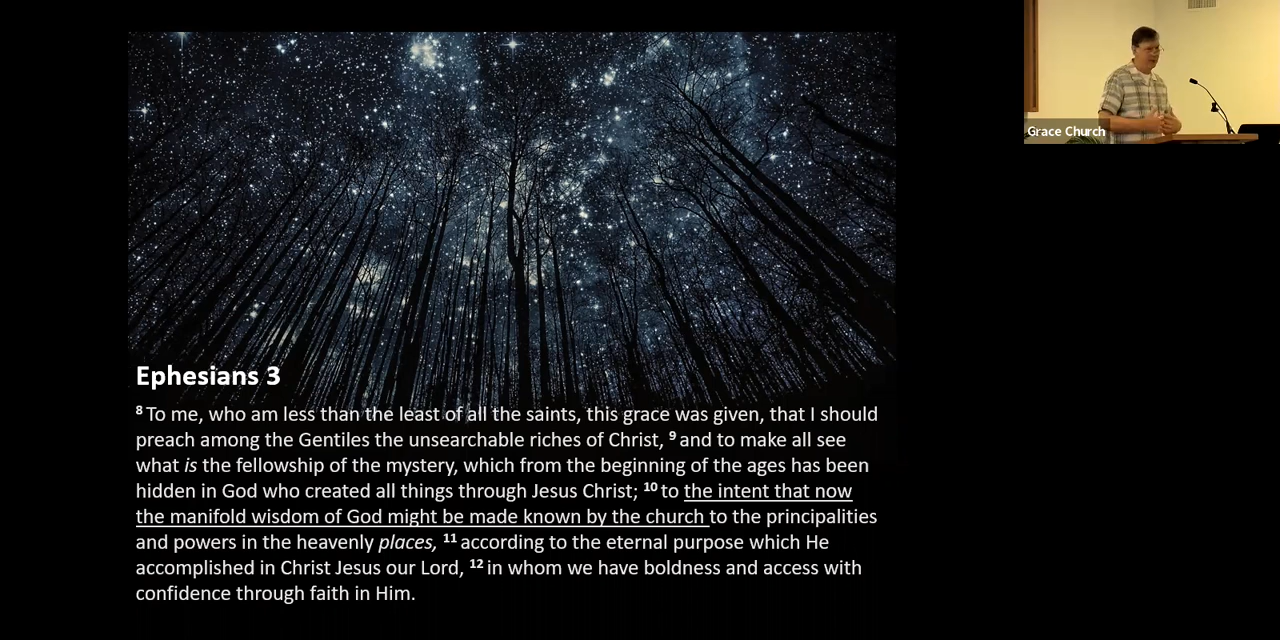 Grace Church
Ephesians 3
8 To me, who am less than the least of all the saints, this grace was given, that I should
preach among the Gentiles the unsearchable riches of Christ, 9 and to make all see
what is the fellowship of the mystery, which from the beginning of the ages has been
hidden in God who created all things through Jesus Christ; 10 to the intent that now
the manifold wisdom of God might be made known by the church to the principalities
and powers in the heavenly places, 11 according to the eternal purpose which He
accomplished in Christ Jesus our Lord, 12 in whom we have boldness and access with
confidence through faith in Him.